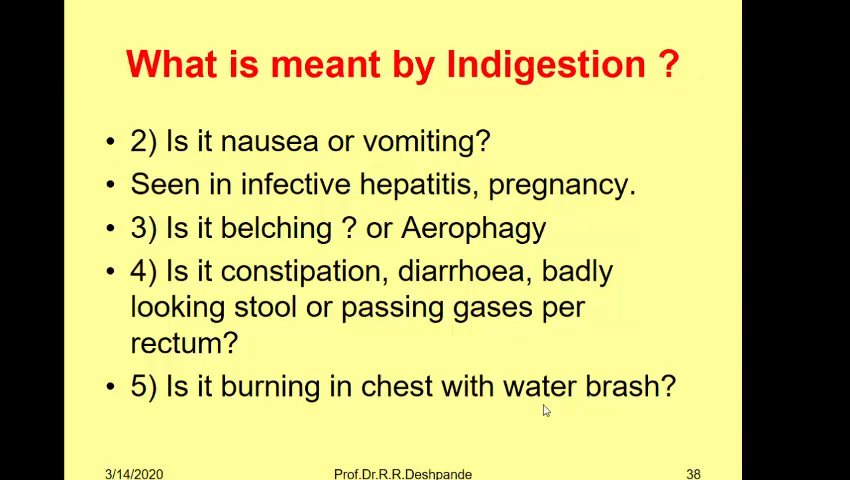 What is meant by Indigestion ?
• 2) Is it nausea or vomiting?
• Seen in infective hepatitis, pregnancy.
• 3) Is it belching ? or Aerophagy
• 4) Is it constipation, diarrhoea, badly
looking stool or passing gases per
rectum?
• 5) Is it burning in chest with water brash?
3/14/2020 Prof.Dr.R.R.Deshpande 38